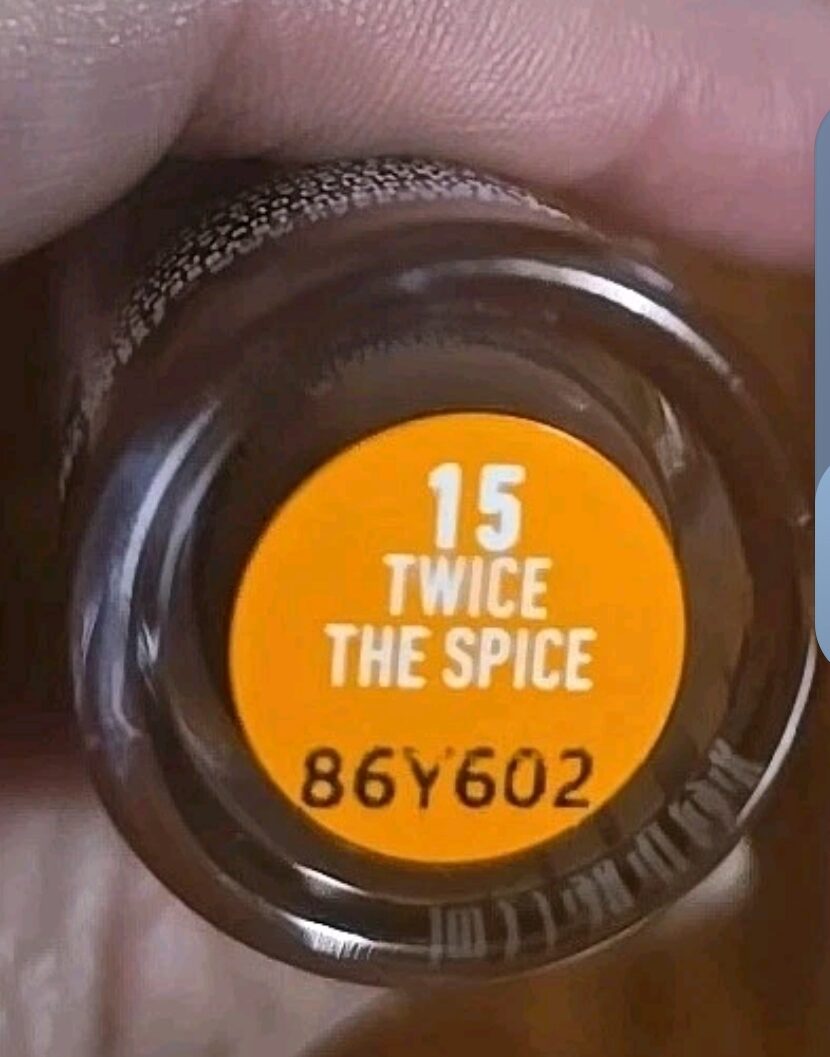 15
TWICE
THE SPICE
86Y602